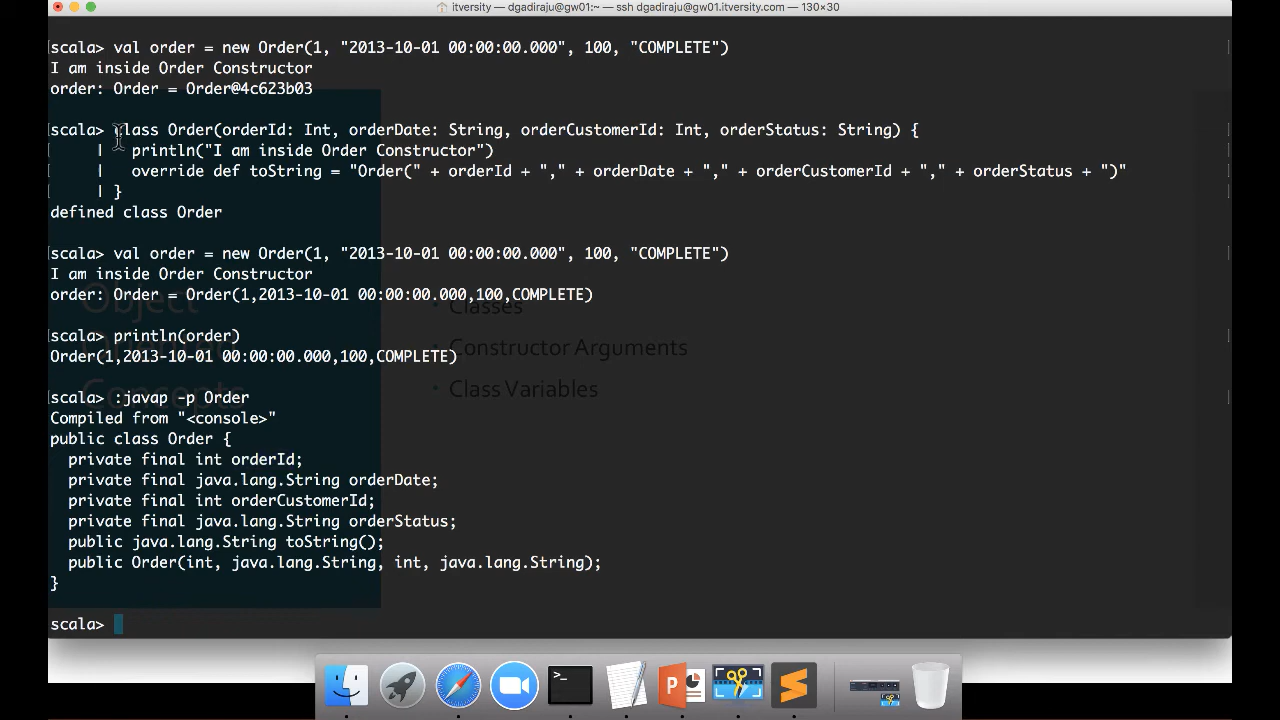 itversity — dgadiraju@gw01:~ — ssh dgadiraju@gw01.itversity.com — 130×30
[scala> val order = new Order(1, "2013-10-01 00:00:00.000", 100, "COMPLETE")
I am inside Order Constructor
order: Order = Order@4c623b03
[scala> class Order(orderId: Int, orderDate: String, orderCustomerId: Int, orderStatus: String) {
[     |   println("I am inside Order Constructor")
[     |   override def toString = "Order(" + orderId + "," + orderDate + "," + orderCustomerId + "," + orderStatus + ")"
[     | }
defined class Order
[scala> val order = new Order(1, "2013-10-01 00:00:00.000", 100, "COMPLETE")
I am inside Order Constructor
order: Order = Order(1,2013-10-01 00:00:00.000,100,COMPLETE)
[scala> println(order)
Order(1,2013-10-01 00:00:00.000,100,COMPLETE)
[scala> :javap -p Order
Compiled from "<console>"
public class Order {
  private final int orderId;
  private final java.lang.String orderDate;
  private final int orderCustomerId;
  private final java.lang.String orderStatus;
  public java.lang.String toString();
  public Order(int, java.lang.String, int, java.lang.String);
}
scala>
Object
Oriented
Concepts
• Classes
• Constructor Arguments
• Class Variables